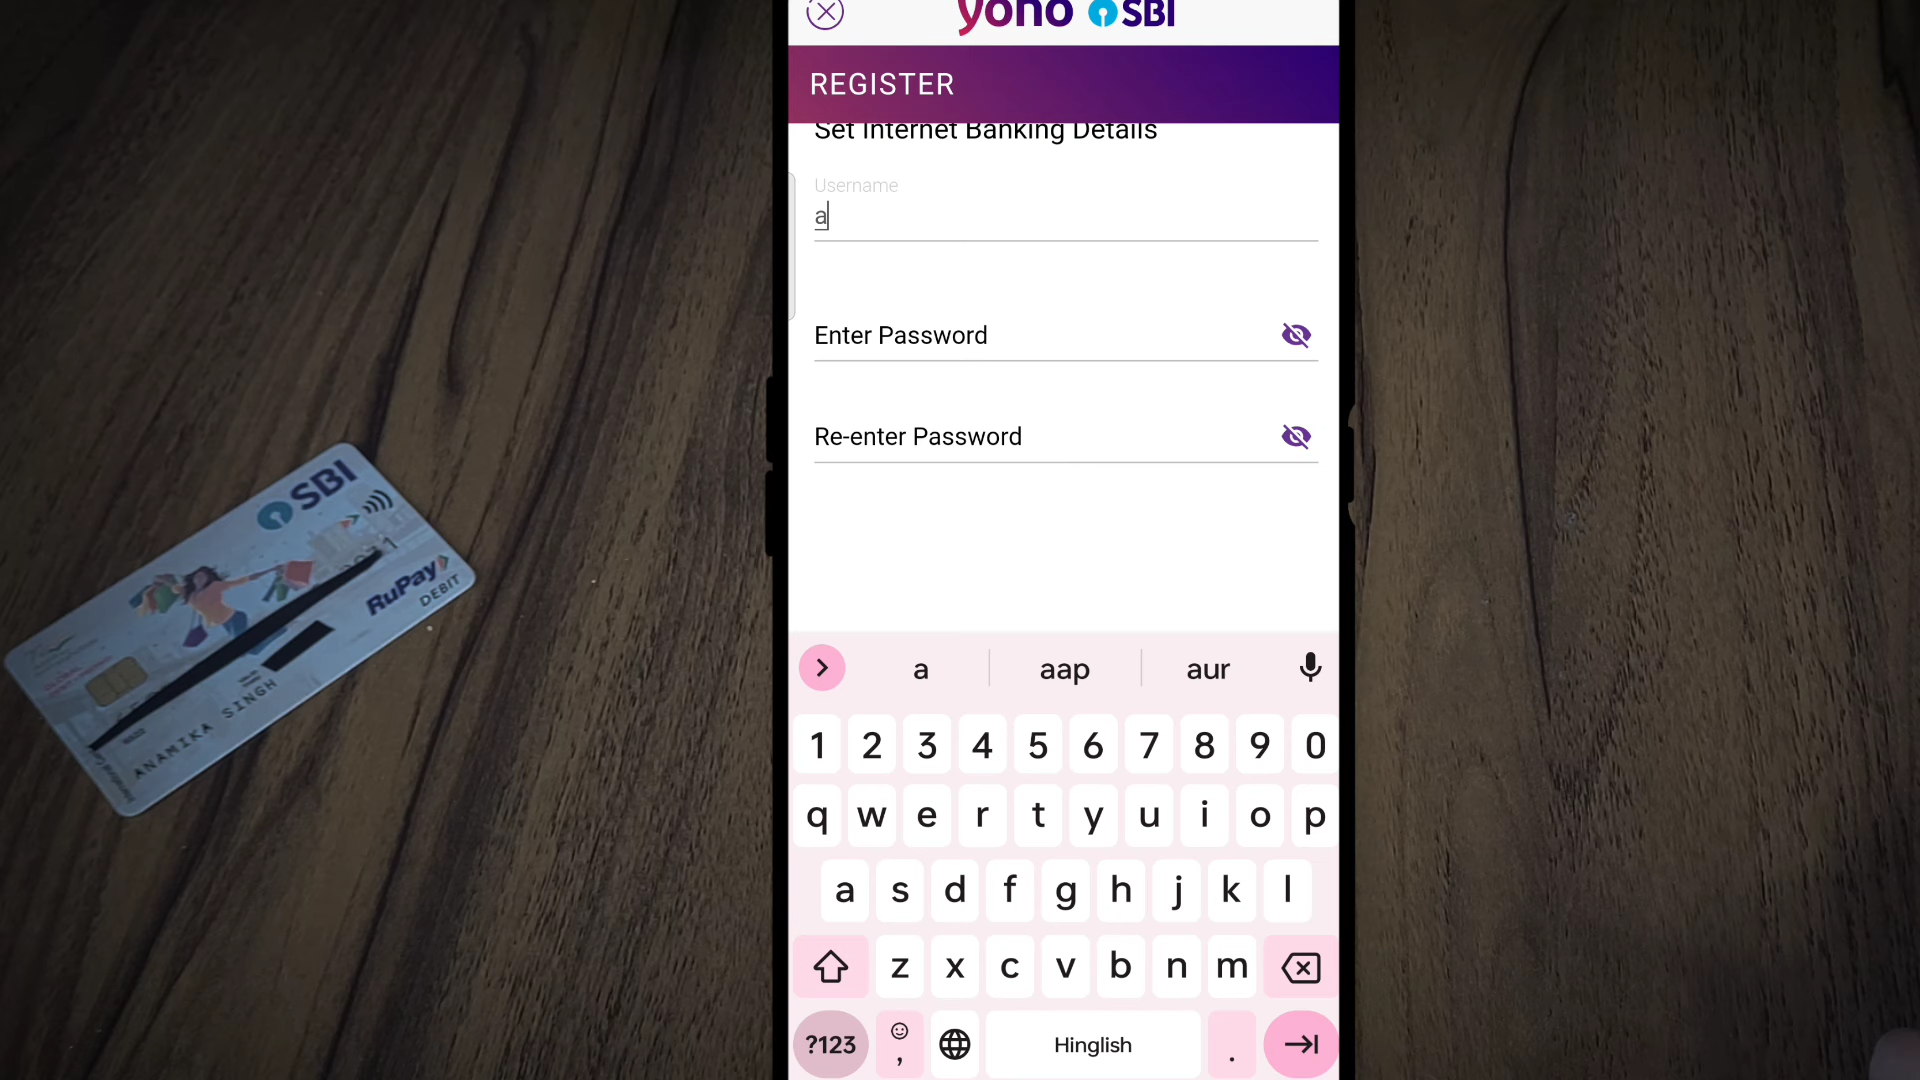 yono SBI
REGISTER
Set Internet Banking Details
Username
a
Enter Password
Re-enter Password
a aap aur
1 2 3 4 5 6 7 8 9 0
q w e r t y u i o p
a s d f g h j k l
z x c v b n m
?123 , Hinglish .
SBI
RuPay
DEBIT
ANAMIKA SINGH